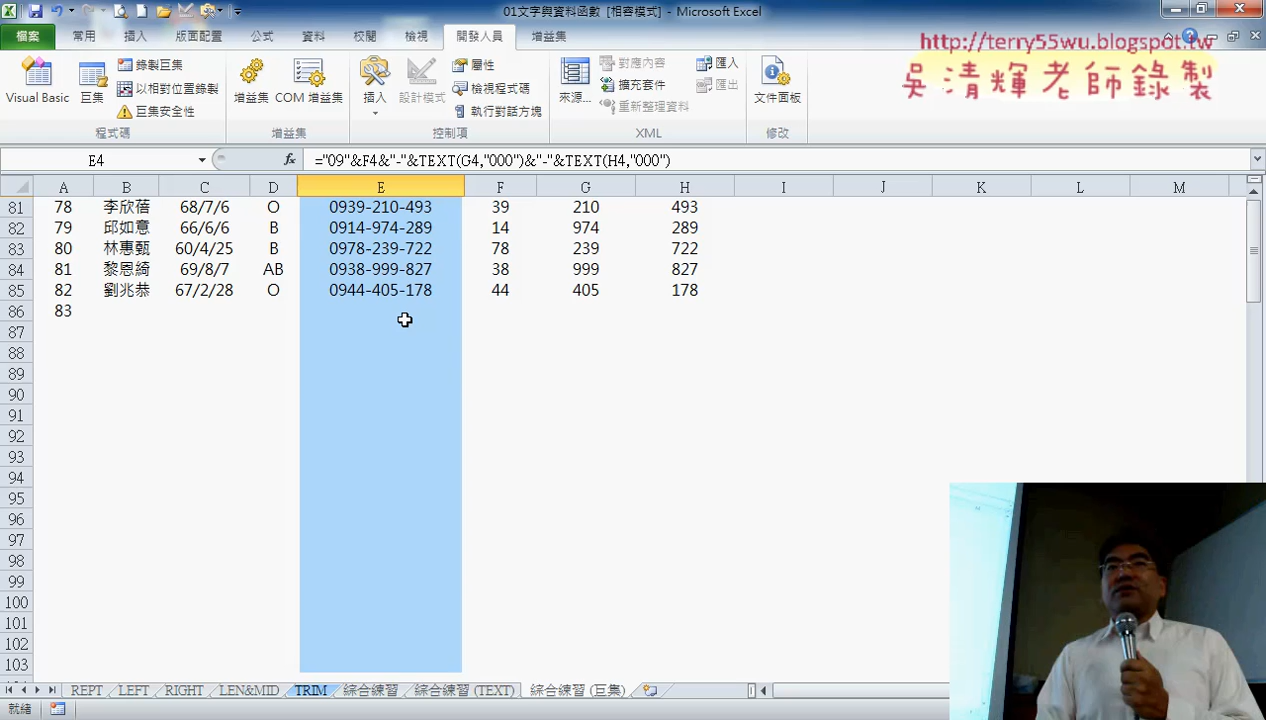 01文字與資料函數 [相容模式] - Microsoft Excel
http://terry55wu.blogspot.tw
吳清輝老師錄製
檔案 常用 插入 版面配置 公式 資料 校閱 檢視 開發人員 增益集
Visual Basic 巨集 錄製巨集 以相對位置錄製 巨集安全性 程式碼
增益集 COM 增益集 增益集
插入 設計模式 屬性 檢視程式碼 執行對話方塊 控制項
來源... 對應內容 擴充套件 重新整理資料 匯入 匯出 XML
文件面板 修改
E4 fx ="09"&F4&"-"&TEXT(G4,"000")&"-"&TEXT(H4,"000")
A B C D E F G H I J K L M
81 78 李欣蓓 68/7/6 O 0939-210-493 39 210 493
82 79 邱如意 66/6/6 B 0914-974-289 14 974 289
83 80 林惠甄 60/4/25 B 0978-239-722 78 239 722
84 81 黎恩綺 69/8/7 AB 0938-999-827 38 999 827
85 82 劉兆恭 67/2/28 O 0944-405-178 44 405 178
86 83
87
88
89
90
91
92
93
94
95
96
97
98
99
100
101
102
103
REPT LEFT RIGHT LEN&MID TRIM 綜合練習 綜合練習 (TEXT) 綜合練習 (巨集)
就緒